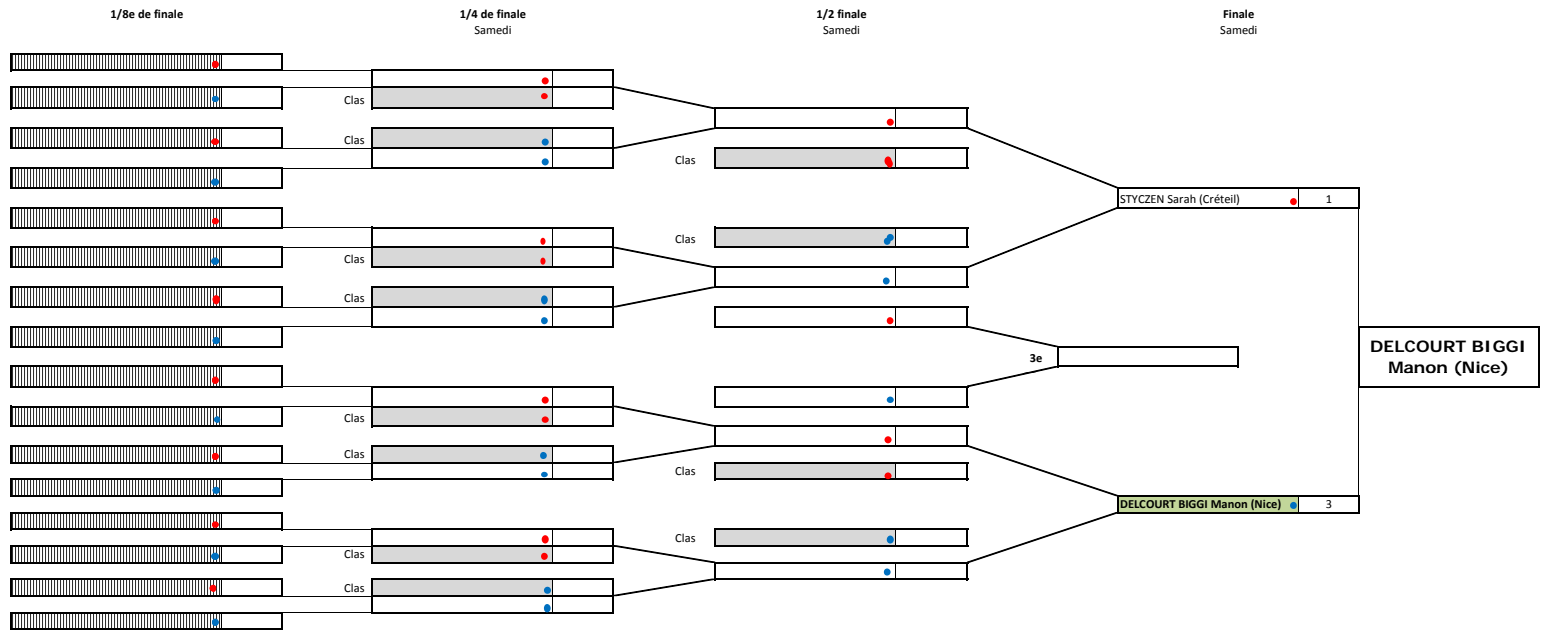 1/8e de finale
1/4 de finale
Samedi
1/2 finale
Samedi
Finale
Samedi
Clas
Clas
Clas
STYCZEN Sarah (Créteil) 1
Clas
Clas
Clas
3e
DELCOURT BIGGI
Manon (Nice)
Clas
Clas
Clas
DELCOURT BIGGI Manon (Nice) 3
Clas
Clas
Clas